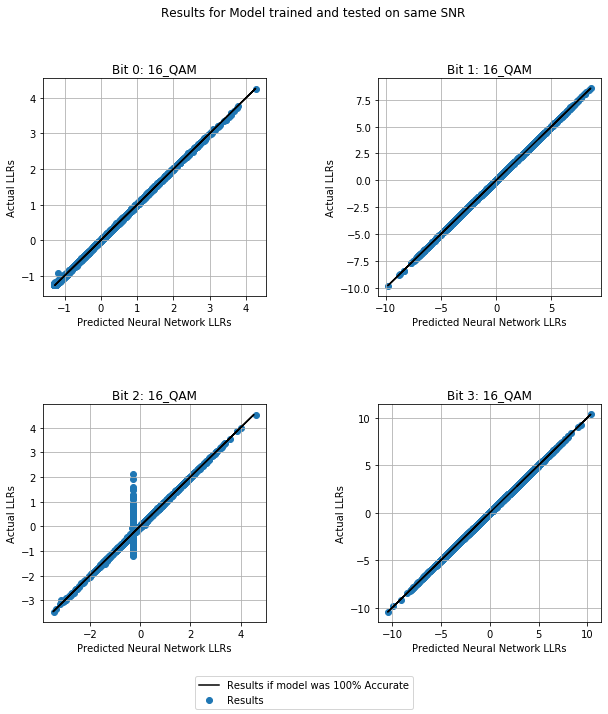 Results for Model trained and tested on same SNR
Bit 0: 16_QAM
4
3
2
1
0
−1
Actual LLRs
−1 0 1 2 3 4
Predicted Neural Network LLRs
Bit 1: 16_QAM
7.5
5.0
2.5
0.0
−2.5
−5.0
−7.5
−10.0
Actual LLRs
−10 −5 0 5
Predicted Neural Network LLRs
Bit 2: 16_QAM
4
3
2
1
0
−1
−2
−3
Actual LLRs
−2 0 2 4
Predicted Neural Network LLRs
Bit 3: 16_QAM
10
5
0
−5
−10
Actual LLRs
−10 −5 0 5 10
Predicted Neural Network LLRs
Results if model was 100% Accurate
Results